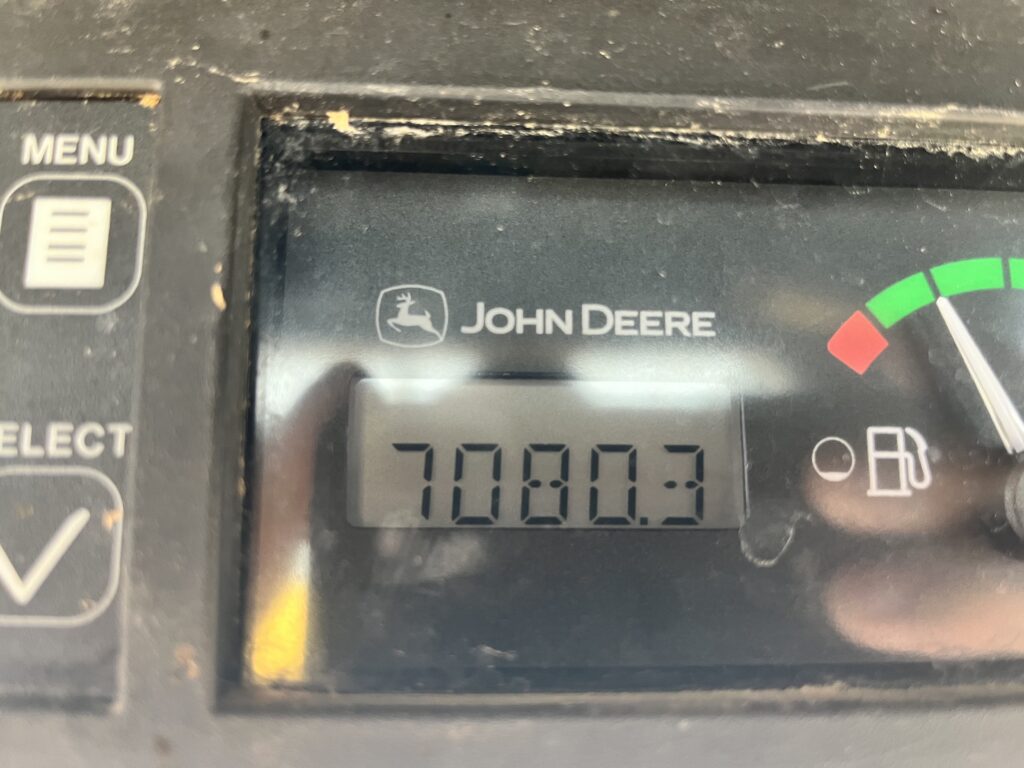 MENU
JOHN DEERE
7080.3
ELECT